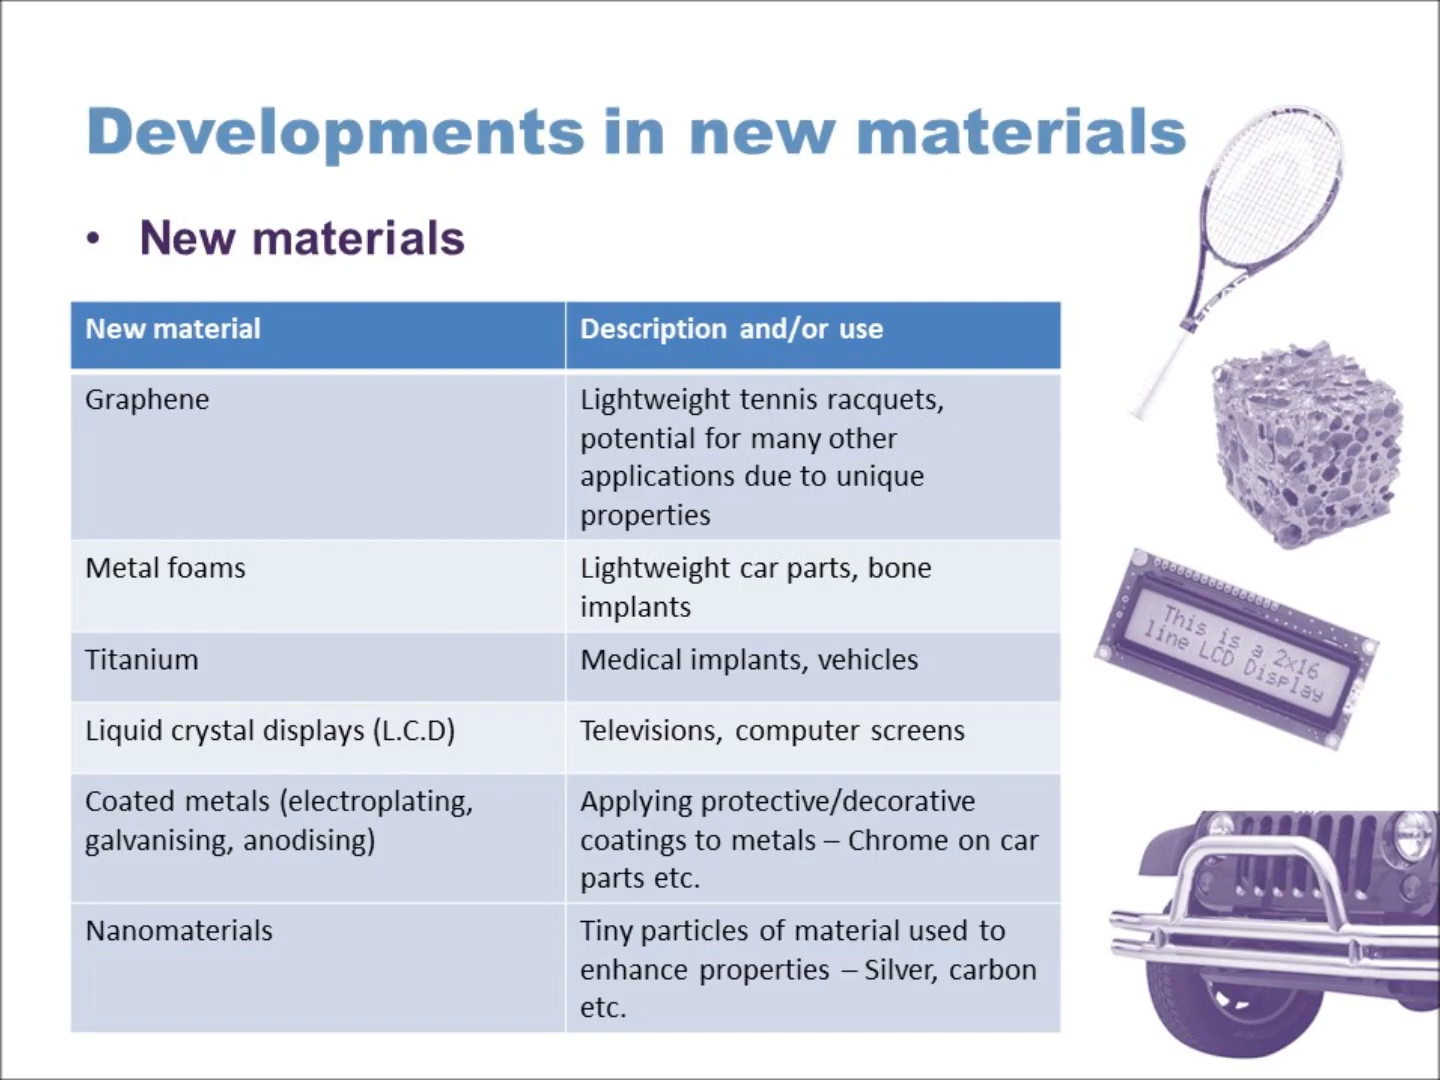 Developments in new materials
• New materials
New material
Description and/or use
Graphene
Lightweight tennis racquets,
potential for many other
applications due to unique
properties
Metal foams
Lightweight car parts, bone
implants
Titanium
Medical implants, vehicles
Liquid crystal displays (L.C.D)
Televisions, computer screens
Coated metals (electroplating,
galvanising, anodising)
Applying protective/decorative
coatings to metals – Chrome on car
parts etc.
Nanomaterials
Tiny particles of material used to
enhance properties – Silver, carbon
etc.
HEAD
This is a 2x16
line LCD Display